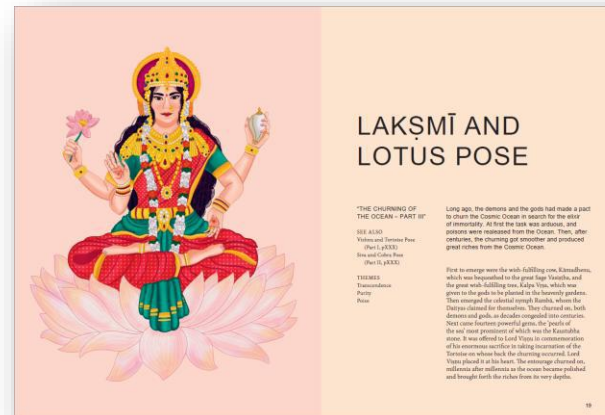 LAKṢMĪ AND
LOTUS POSE
"THE CHURNING OF
THE OCEAN – PART III"
SEE ALSO
Vishnu and Tortoise Pose
(Part I, pXXX)
Siva and Cobra Pose
(Part II, pXXX)
THEMES
Transcendence
Purity
Poise
Long ago, the demons and the gods had made a pact
to churn the Cosmic Ocean in search for the elixir
of immortality. At first the task was arduous, and
poisons were realeased from the Ocean. Then, after
centuries, the churning got smoother and produced
great riches from the Cosmic Ocean.
First to emerge were the wish-fulfilling cow, Kāmadhenu,
which was bequeathed to the great Sage Vasiṣṭha, and
the great wish-fulfilling tree, Kalpa Vṛṣa, which was
given to the gods to be planted in the heavenly gardens.
Then emerged the celestial nymph Rambā, whom the
Daityas claimed for themselves. They churned on, both
demons and gods, as decades congealed into centuries.
Next came fourteen powerful gems, the 'pearls of
the sea' most prominent of which was the Kaustubha
stone. It was offered to Lord Viṣṇu in commemoration
of his enormous sacrifice in taking incarnation of the
Tortoise on whose back the churning occurred. Lord
Viṣṇu placed it at his heart. The entourage churned on,
millennia after millennia as the ocean became polished
and brought forth the riches from its very depths.